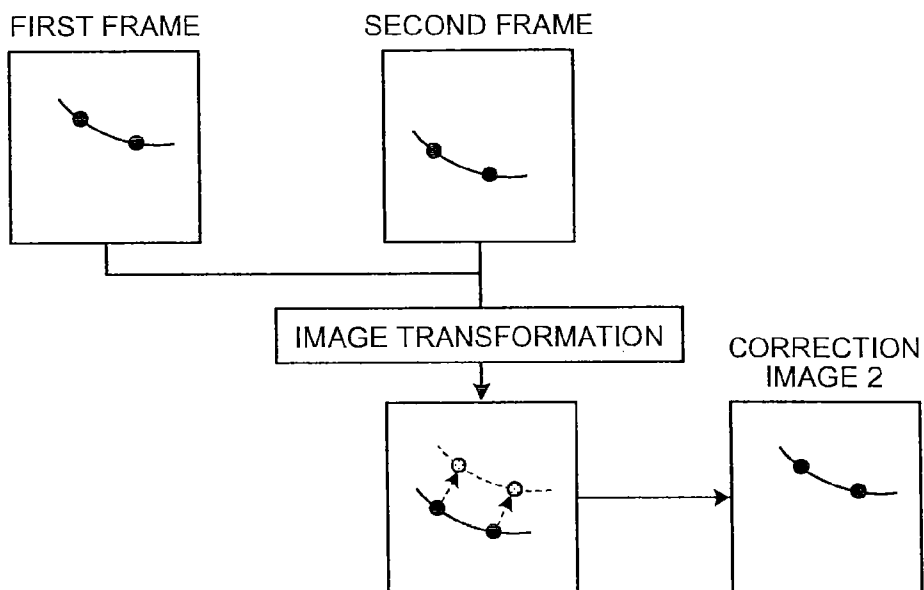 FIRST FRAME
SECOND FRAME
IMAGE TRANSFORMATION
CORRECTION
IMAGE 2